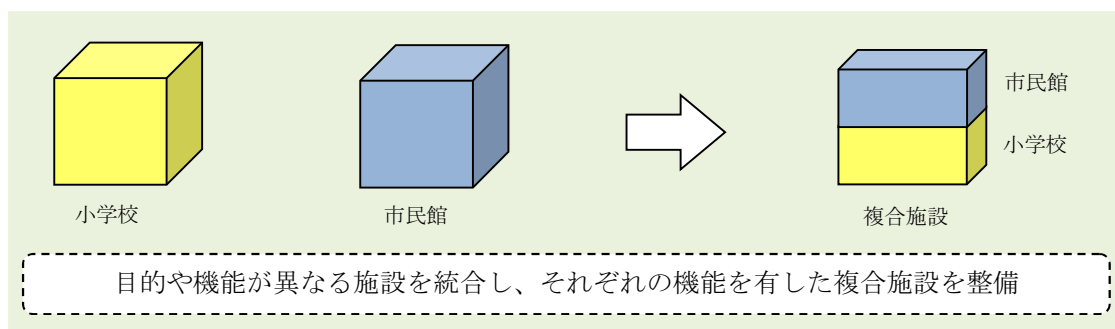 市民館
小学校
小学校
市民館
複合施設
目的や機能が異なる施設を統合し、それぞれの機能を有した複合施設を整備